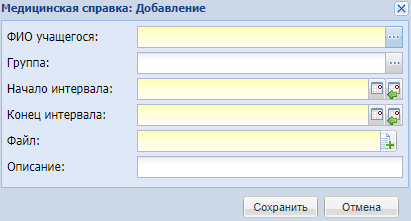 Медицинская справка: Добавление
ФИО учащегося:
Группа:
Начало интервала:
Конец интервала:
Файл:
Описание:
Сохранить Отмена